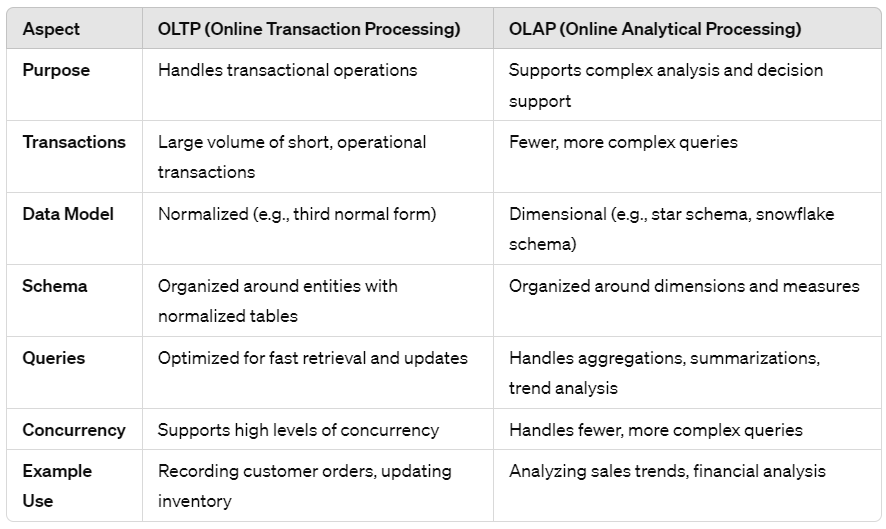 Aspect OLTP (Online Transaction Processing) OLAP (Online Analytical Processing)
Purpose Handles transactional operations Supports complex analysis and decision
support
Transactions Large volume of short, operational Fewer, more complex queries
transactions
Data Model Normalized (e.g., third normal form) Dimensional (e.g., star schema, snowflake
schema)
Schema Organized around entities with Organized around dimensions and measures
normalized tables
Queries Optimized for fast retrieval and updates Handles aggregations, summarizations,
trend analysis
Concurrency Supports high levels of concurrency Handles fewer, more complex queries
Example Recording customer orders, updating Analyzing sales trends, financial analysis
Use inventory